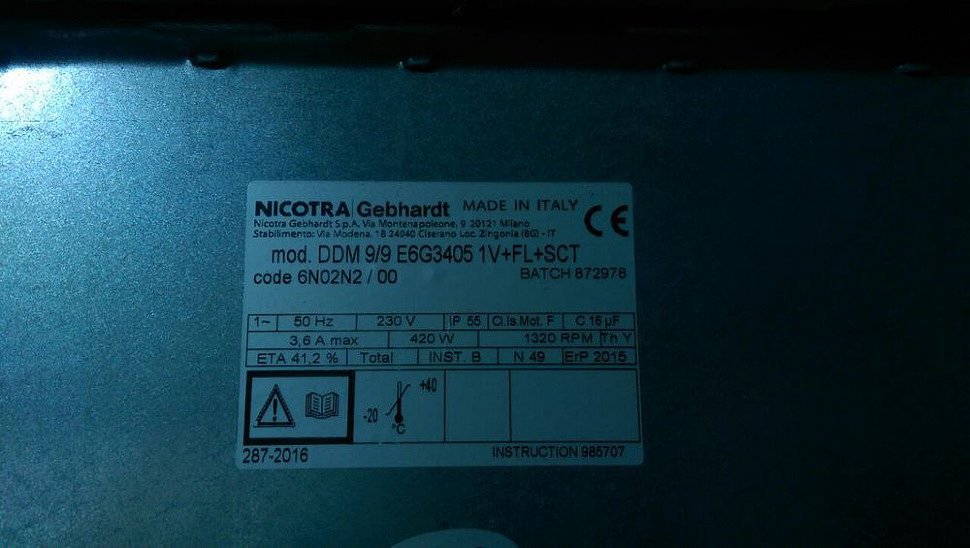 NICOTRA|Gebhardt MADE IN ITALY CE
Nicotra Gebhardt S.p.A. Via Montenapoleone, 9 20121 Milano
Stabilimento: Via Modena, 18 24040 Ciserano Loc. Zingonia (BG) - IT
mod. DDM 9/9 E6G3405 1V+FL+SCT
code 6N02N2 / 00 BATCH 872978
1~ 50 Hz 230 V IP 55 Cl.Is.Mot. F C 16 µF
3,6 A max 420 W 1320 RPM Th Y
ETA 41,2 % Total INST. B N 49 ErP 2015
-20 +40
°C
287-2016 INSTRUCTION 985707